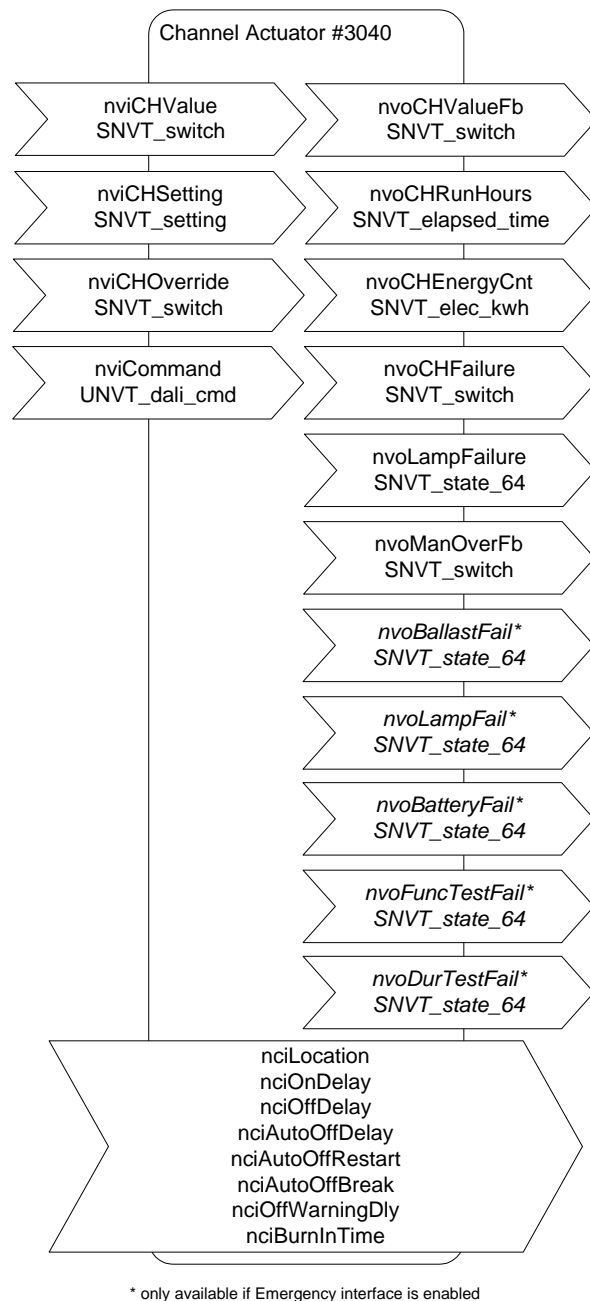 Channel Actuator #3040
nviCHValue
SNVT_switch
nviCHSetting
SNVT_setting
nviCHOverride
SNVT_switch
nviCommand
UNVT_dali_cmd
nvoCHValueFb
SNVT_switch
nvoCHRunHours
SNVT_elapsed_time
nvoCHEnergyCnt
SNVT_elec_kwh
nvoCHFailure
SNVT_switch
nvoLampFailure
SNVT_state_64
nvoManOverFb
SNVT_switch
nvoBallastFail*
SNVT_state_64
nvoLampFail*
SNVT_state_64
nvoBatteryFail*
SNVT_state_64
nvoFuncTestFail*
SNVT_state_64
nvoDurTestFail*
SNVT_state_64
nciLocation
nciOnDelay
nciOffDelay
nciAutoOffDelay
nciAutoOffRestart
nciAutoOffBreak
nciOffWarningDly
nciBurnInTime
* only available if Emergency interface is enabled